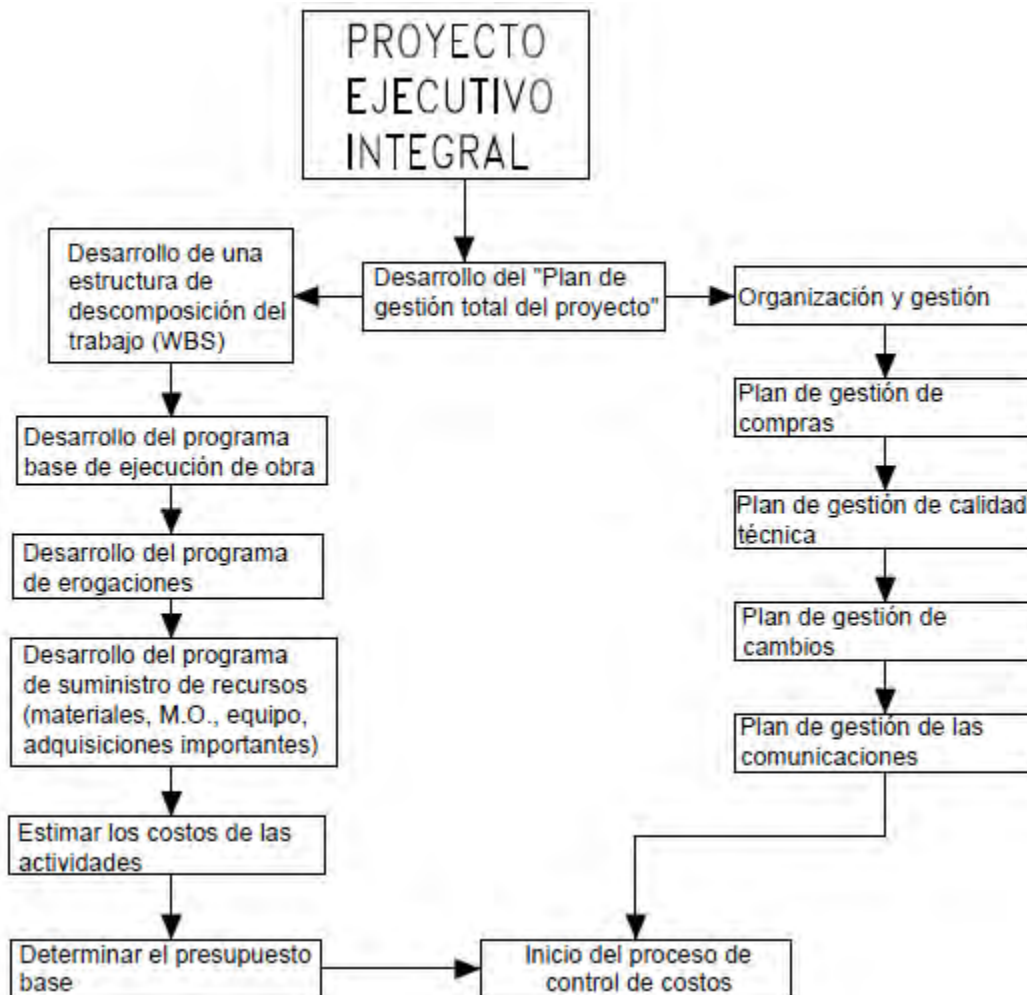 PROYECTO
EJECUTIVO
INTEGRAL
Desarrollo de una
estructura de
descomposición del
trabajo (WBS)
Desarrollo del "Plan de
gestión total del proyecto"
Organización y gestión
Desarrollo del programa
base de ejecución de obra
Desarrollo del programa
de erogaciones
Desarrollo del programa
de suministro de recursos
(materiales, M.O., equipo,
adquisiciones importantes)
Estimar los costos de las
actividades
Determinar el presupuesto
base
Plan de gestión de
compras
Plan de gestión de calidad
técnica
Plan de gestión de
cambios
Plan de gestión de las
comunicaciones
Inicio del proceso de
control de costos